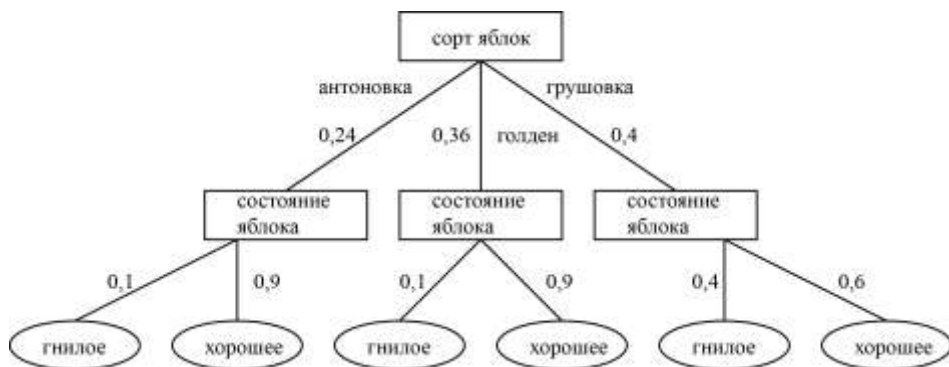 сорт яблок
антоновка
грушовка
0,24
0,36
голден
0,4
состояние
яблока
состояние
яблока
состояние
яблока
0,1
0,9
0,1
0,9
0,4
0,6
гнилое
хорошее
гнилое
хорошее
гнилое
хорошее